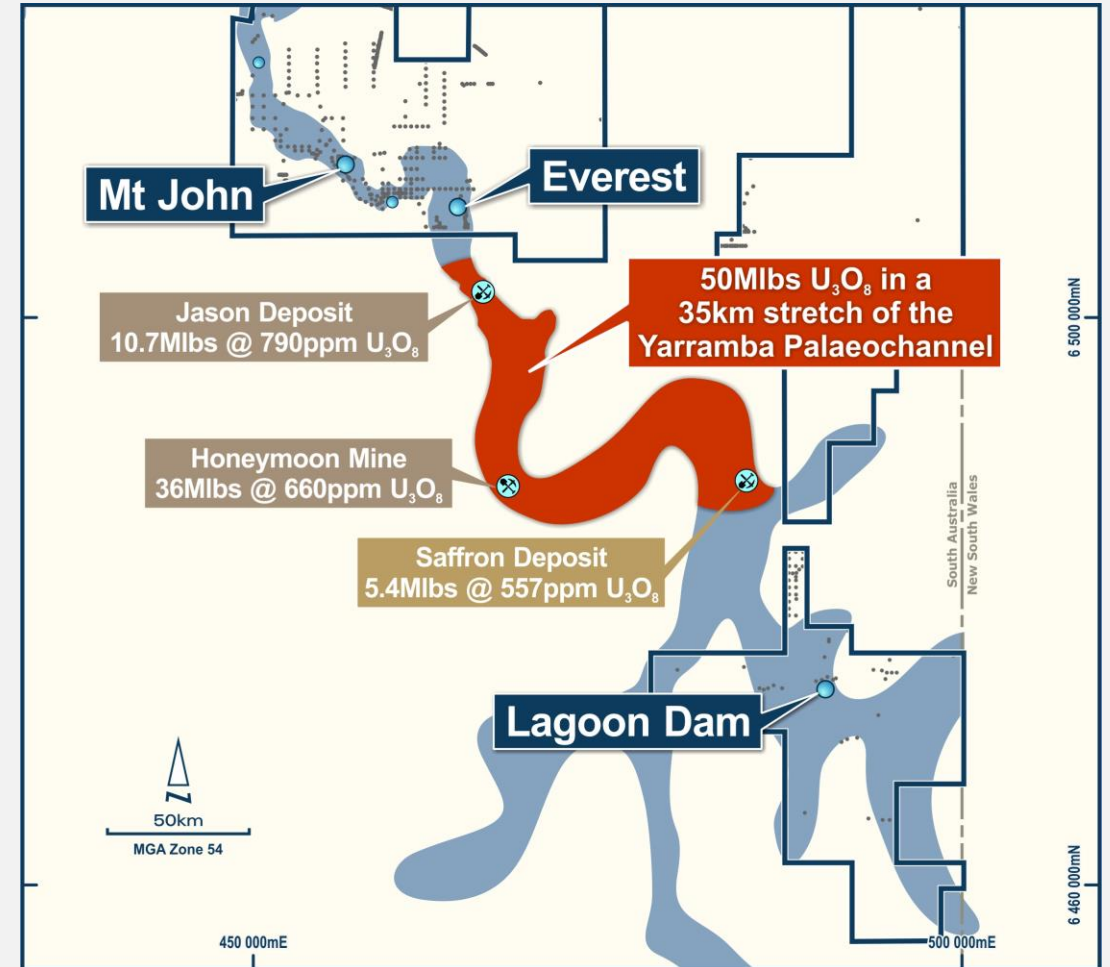 Mt John
Everest
50Mlbs U₃O₈ in a
35km stretch of the
Yarramba Palaeochannel
Jason Deposit
10.7Mlbs @ 790ppm U₃O₈
6 500 000mN
Honeymoon Mine
36Mlbs @ 660ppm U₃O₈
Saffron Deposit
5.4Mlbs @ 557ppm U₃O₈
South Australia
New South Wales
Lagoon Dam
N
50km
MGA Zone 54
6 460 000mN
450 000mE
500 000mE